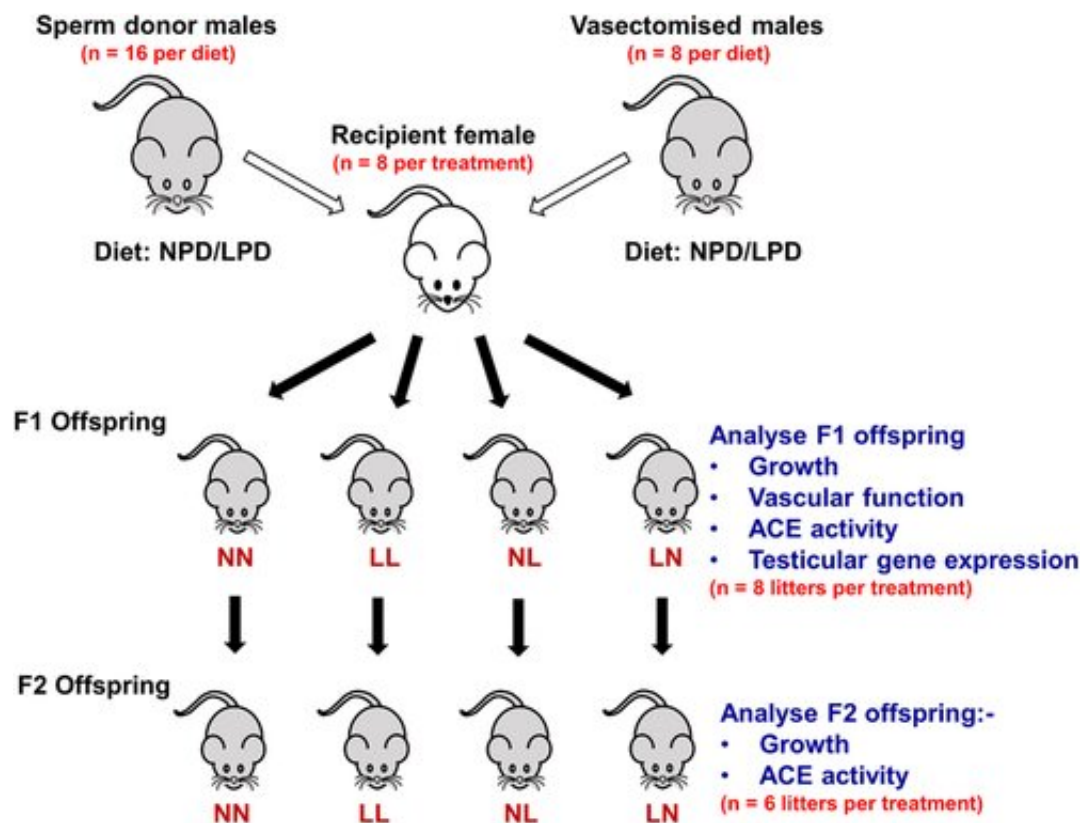 Sperm donor males
(n = 16 per diet)
Vasectomised males
(n = 8 per diet)
Recipient female
(n = 8 per treatment)
Diet: NPD/LPD
Diet: NPD/LPD
F1 Offspring
NN
LL
NL
LN
Analyse F1 offspring
• Growth
• Vascular function
• ACE activity
• Testicular gene expression
(n = 8 litters per treatment)
F2 Offspring
NN
LL
NL
LN
Analyse F2 offspring:-
• Growth
• ACE activity
(n = 6 litters per treatment)